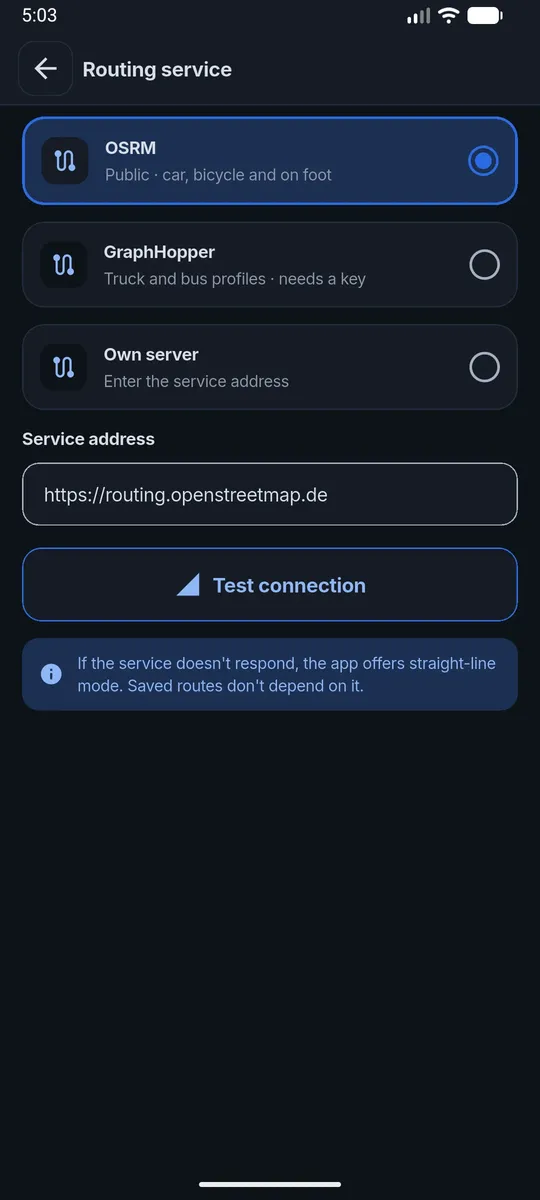 5:03
Routing service
OSRM
Public · car, bicycle and on foot
GraphHopper
Truck and bus profiles · needs a key
Own server
Enter the service address
Service address
https://routing.openstreetmap.de
Test connection
If the service doesn't respond, the app offers straight-line
mode. Saved routes don't depend on it.